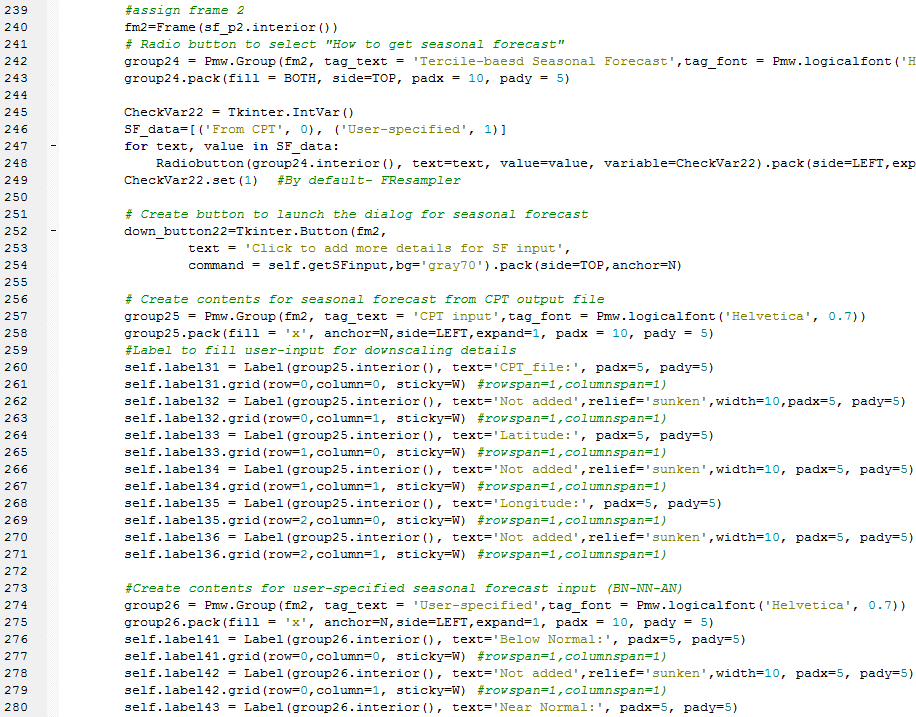 239 #assign frame 2
240 fm2=Frame(sf_p2.interior())
241 # Radio button to select "How to get seasonal forecast"
242 group24 = Pmw.Group(fm2, tag_text = 'Tercile-baesd Seasonal Forecast',tag_font = Pmw.logicalfont('H
243 group24.pack(fill = BOTH, side=TOP, padx = 10, pady = 5)
244
245 CheckVar22 = Tkinter.IntVar()
246 SF_data=[('From CPT', 0), ('User-specified', 1)]
247 - for text, value in SF_data:
248 Radiobutton(group24.interior(), text=text, value=value, variable=CheckVar22).pack(side=LEFT,exp
249 CheckVar22.set(1) #By default- FResampler
250
251 # Create button to launch the dialog for seasonal forecast
252 - down_button22=Tkinter.Button(fm2,
253 text = 'Click to add more details for SF input',
254 command = self.getSFinput,bg='gray70').pack(side=TOP,anchor=N)
255
256 # Create contents for seasonal forecast from CPT output file
257 group25 = Pmw.Group(fm2, tag_text = 'CPT input',tag_font = Pmw.logicalfont('Helvetica', 0.7))
258 group25.pack(fill = 'x', anchor=N,side=LEFT,expand=1, padx = 10, pady = 5)
259 #Label to fill user-input for downscaling details
260 self.label31 = Label(group25.interior(), text='CPT_file:', padx=5, pady=5)
261 self.label31.grid(row=0,column=0, sticky=W) #rowspan=1,columnspan=1)
262 self.label32 = Label(group25.interior(), text='Not added',relief='sunken',width=10,padx=5, pady=5)
263 self.label32.grid(row=0,column=1, sticky=W) #rowspan=1,columnspan=1)
264 self.label33 = Label(group25.interior(), text='Latitude:', padx=5, pady=5)
265 self.label33.grid(row=1,column=0, sticky=W) #rowspan=1,columnspan=1)
266 self.label34 = Label(group25.interior(), text='Not added',relief='sunken',width=10, padx=5, pady=5)
267 self.label34.grid(row=1,column=1, sticky=W) #rowspan=1,columnspan=1)
268 self.label35 = Label(group25.interior(), text='Longitude:', padx=5, pady=5)
269 self.label35.grid(row=2,column=0, sticky=W) #rowspan=1,columnspan=1)
270 self.label36 = Label(group25.interior(), text='Not added',relief='sunken',width=10, padx=5, pady=5)
271 self.label36.grid(row=2,column=1, sticky=W) #rowspan=1,columnspan=1)
272
273 #Create contents for user-specified seasonal forecast input (BN-NN-AN)
274 group26 = Pmw.Group(fm2, tag_text = 'User-specified',tag_font = Pmw.logicalfont('Helvetica', 0.7))
275 group26.pack(fill = 'x', anchor=N,side=LEFT,expand=1, padx = 10, pady = 5)
276 self.label41 = Label(group26.interior(), text='Below Normal:', padx=5, pady=5)
277 self.label41.grid(row=0,column=0, sticky=W) #rowspan=1,columnspan=1)
278 self.label42 = Label(group26.interior(), text='Not added',relief='sunken',width=10, padx=5, pady=5)
279 self.label42.grid(row=0,column=1, sticky=W) #rowspan=1,columnspan=1)
280 self.label43 = Label(group26.interior(), text='Near Normal:', padx=5, pady=5)